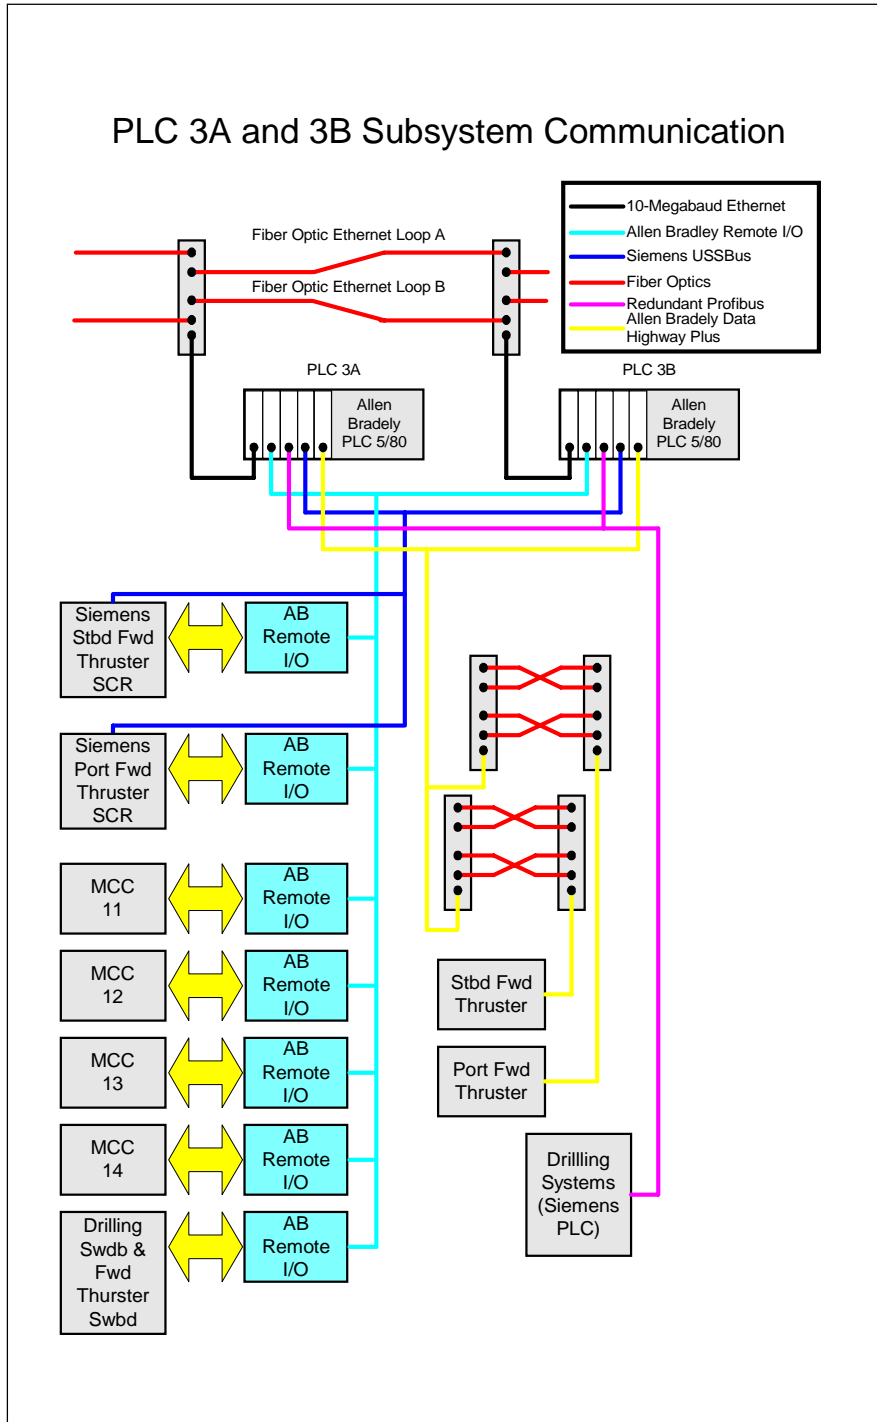 PLC 3A and 3B Subsystem Communication
Fiber Optic Ethernet Loop A
Fiber Optic Ethernet Loop B
10-Megabaud Ethernet
Allen Bradley Remote I/O
Siemens USSBus
Fiber Optics
Redundant Profibus
Allen Bradely Data
Highway Plus
PLC 3A
PLC 3B
Allen
Bradely
PLC 5/80
Allen
Bradely
PLC 5/80
Siemens
Stbd Fwd
Thruster
SCR
AB
Remote
I/O
Siemens
Port Fwd
Thruster
SCR
AB
Remote
I/O
MCC
11
AB
Remote
I/O
MCC
12
AB
Remote
I/O
MCC
13
AB
Remote
I/O
MCC
14
AB
Remote
I/O
Drilling
Swdb &
Fwd
Thurster
Swbd
AB
Remote
I/O
Stbd Fwd
Thruster
Port Fwd
Thruster
Drillling
Systems
(Siemens
PLC)